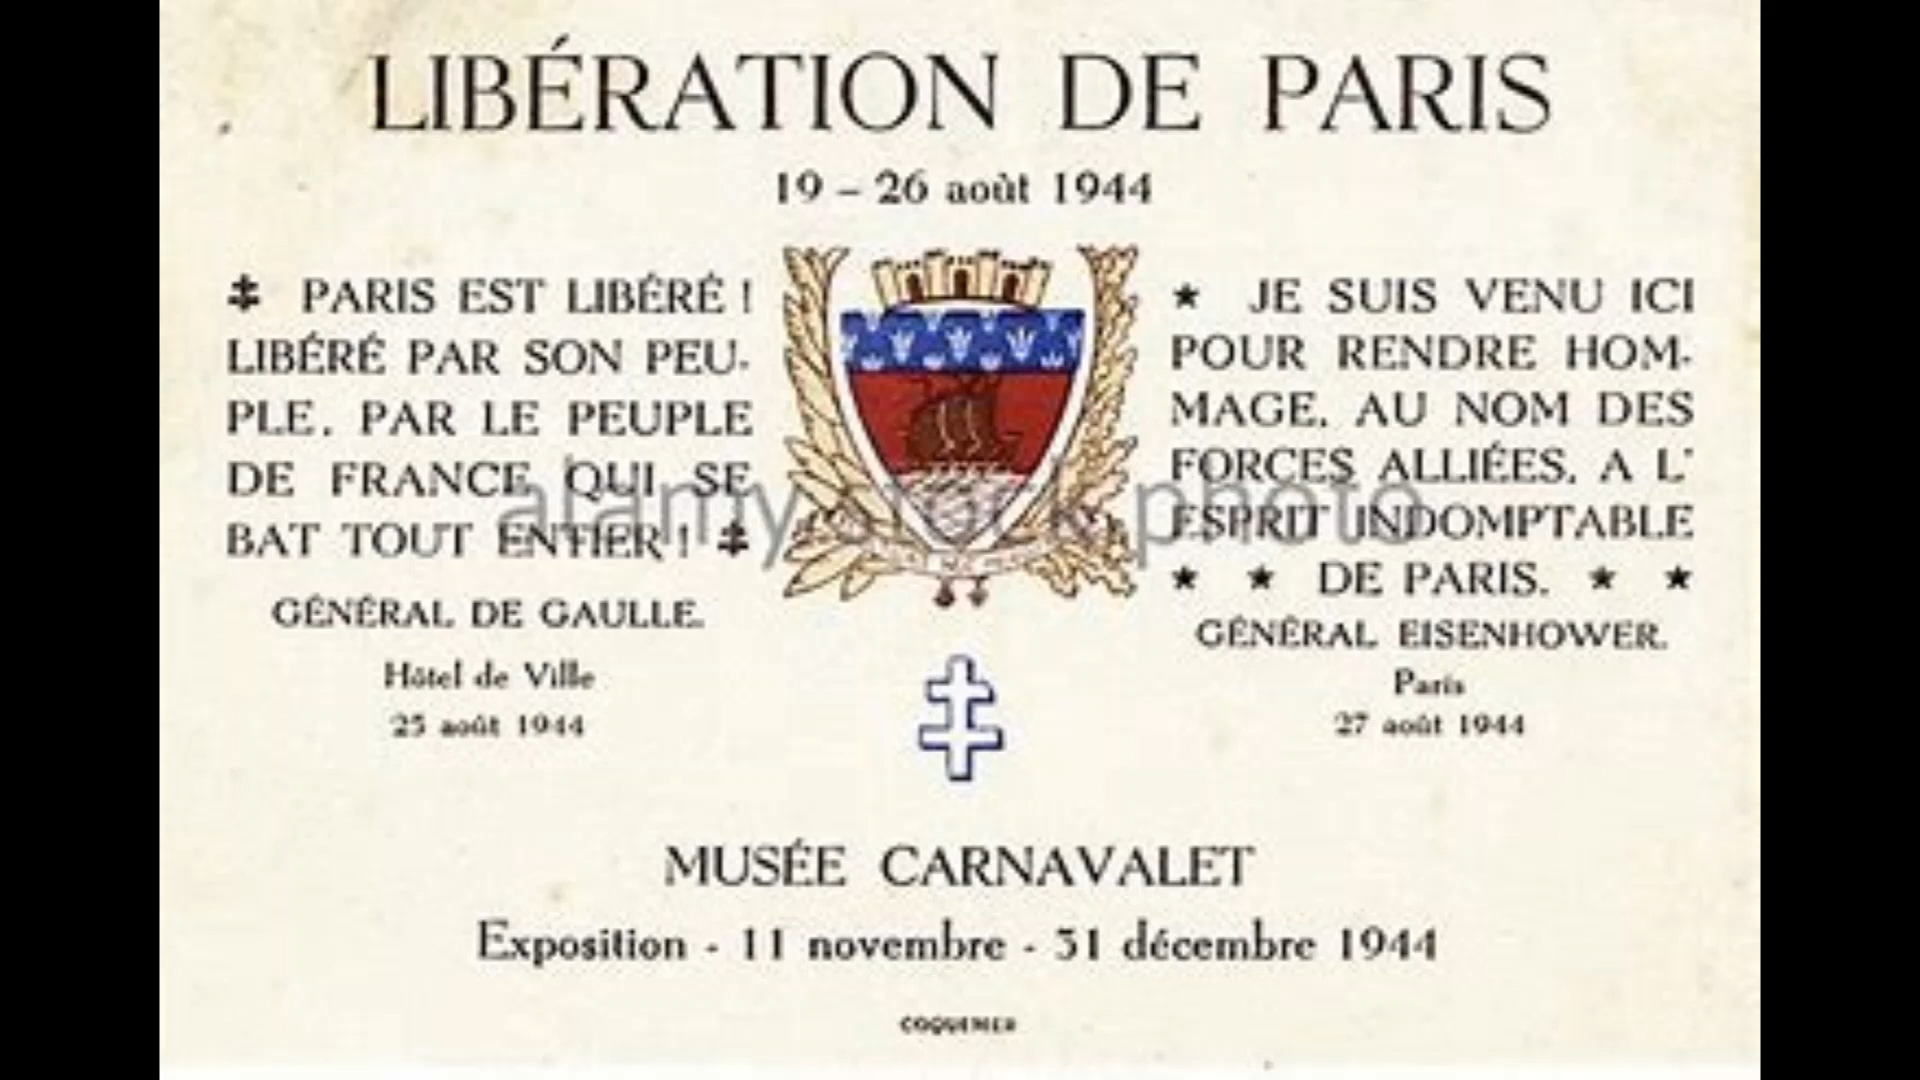 LIBÉRATION DE PARIS
19 – 26 août 1944
PARIS EST LIBÉRÉ !
LIBÉRÉ PAR SON PEU-
PLE, PAR LE PEUPLE
DE FRANCE QUI SE
BAT TOUT ENTIER !
GÉNÉRAL DE GAULLE.
Hôtel de Ville
25 août 1944
★ JE SUIS VENU ICI
POUR RENDRE HOM-
MAGE, AU NOM DES
FORCES ALLIÉES, A L'
ESPRIT INDOMPTABLE
★ ★ DE PARIS. ★ ★
GÉNÉRAL EISENHOWER.
Paris
27 août 1944
alamy stock photo
MUSÉE CARNAVALET
Exposition - 11 novembre - 31 décembre 1944
COQUEMER